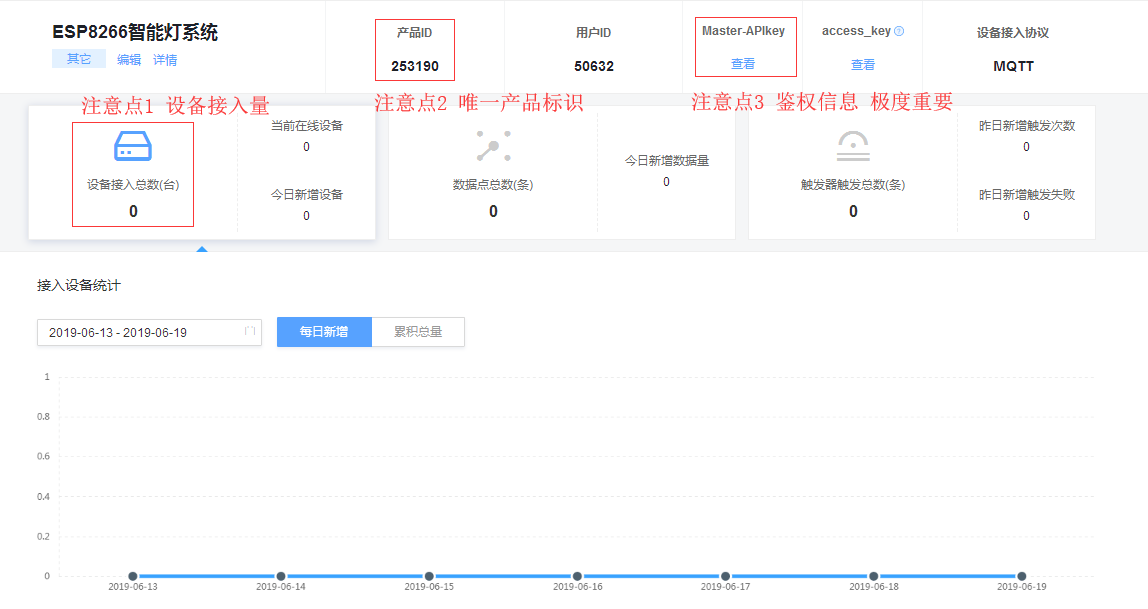 ESP8266智能灯系统
其它 编辑 详情
产品ID
253190
用户ID
50632
Master-APIkey
查看
access_key
查看
设备接入协议
MQTT
注意点1 设备接入量
注意点2 唯一产品标识
注意点3 鉴权信息 极度重要
设备接入总数(台)
0
当前在线设备
0
今日新增设备
0
数据点总数(条)
0
今日新增数据量
0
触发器触发总数(条)
0
昨日新增触发次数
0
昨日新增触发失败
0
接入设备统计
2019-06-13 - 2019-06-19
每日新增 累积总量
1
0.8
0.6
0.4
0.2
0
2019-06-13 2019-06-14 2019-06-15 2019-06-16 2019-06-17 2019-06-18 2019-06-19